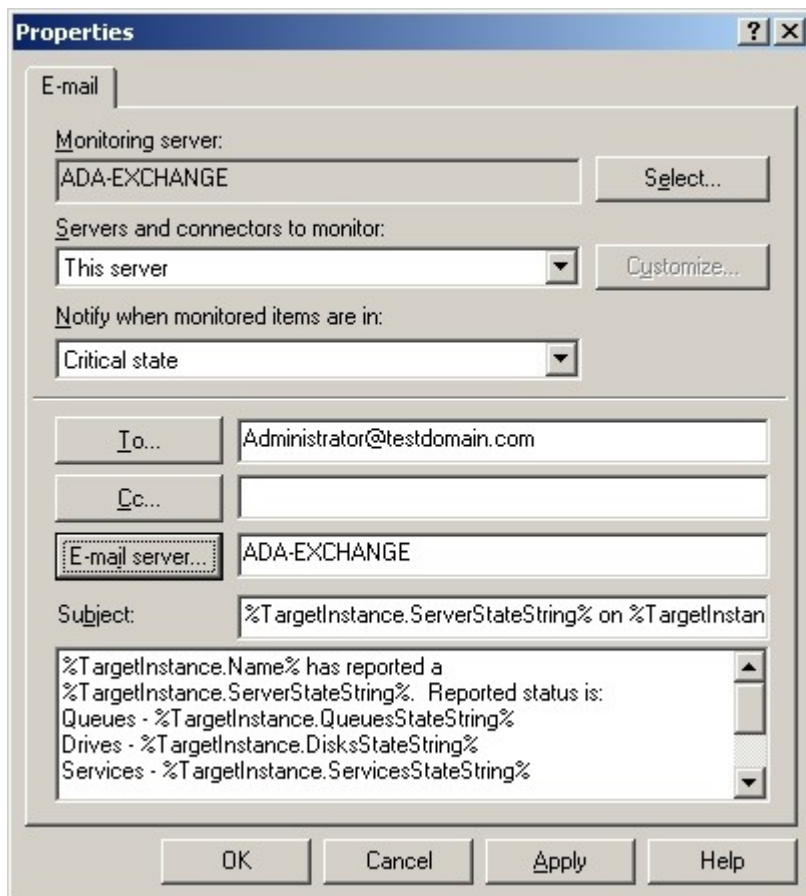 Properties
E-mail
Monitoring server:
ADA-EXCHANGE
Select...
Servers and connectors to monitor:
This server
Customize...
Notify when monitored items are in:
Critical state
To...
Administrator@testdomain.com
Cc...
E-mail server...
ADA-EXCHANGE
Subject:
%TargetInstance.ServerStateString% on %TargetInstan
%TargetInstance.Name% has reported a
%TargetInstance.ServerStateString%. Reported status is:
Queues - %TargetInstance.QueuesStateString%
Drives - %TargetInstance.DisksStateString%
Services - %TargetInstance.ServicesStateString%
OK
Cancel
Apply
Help